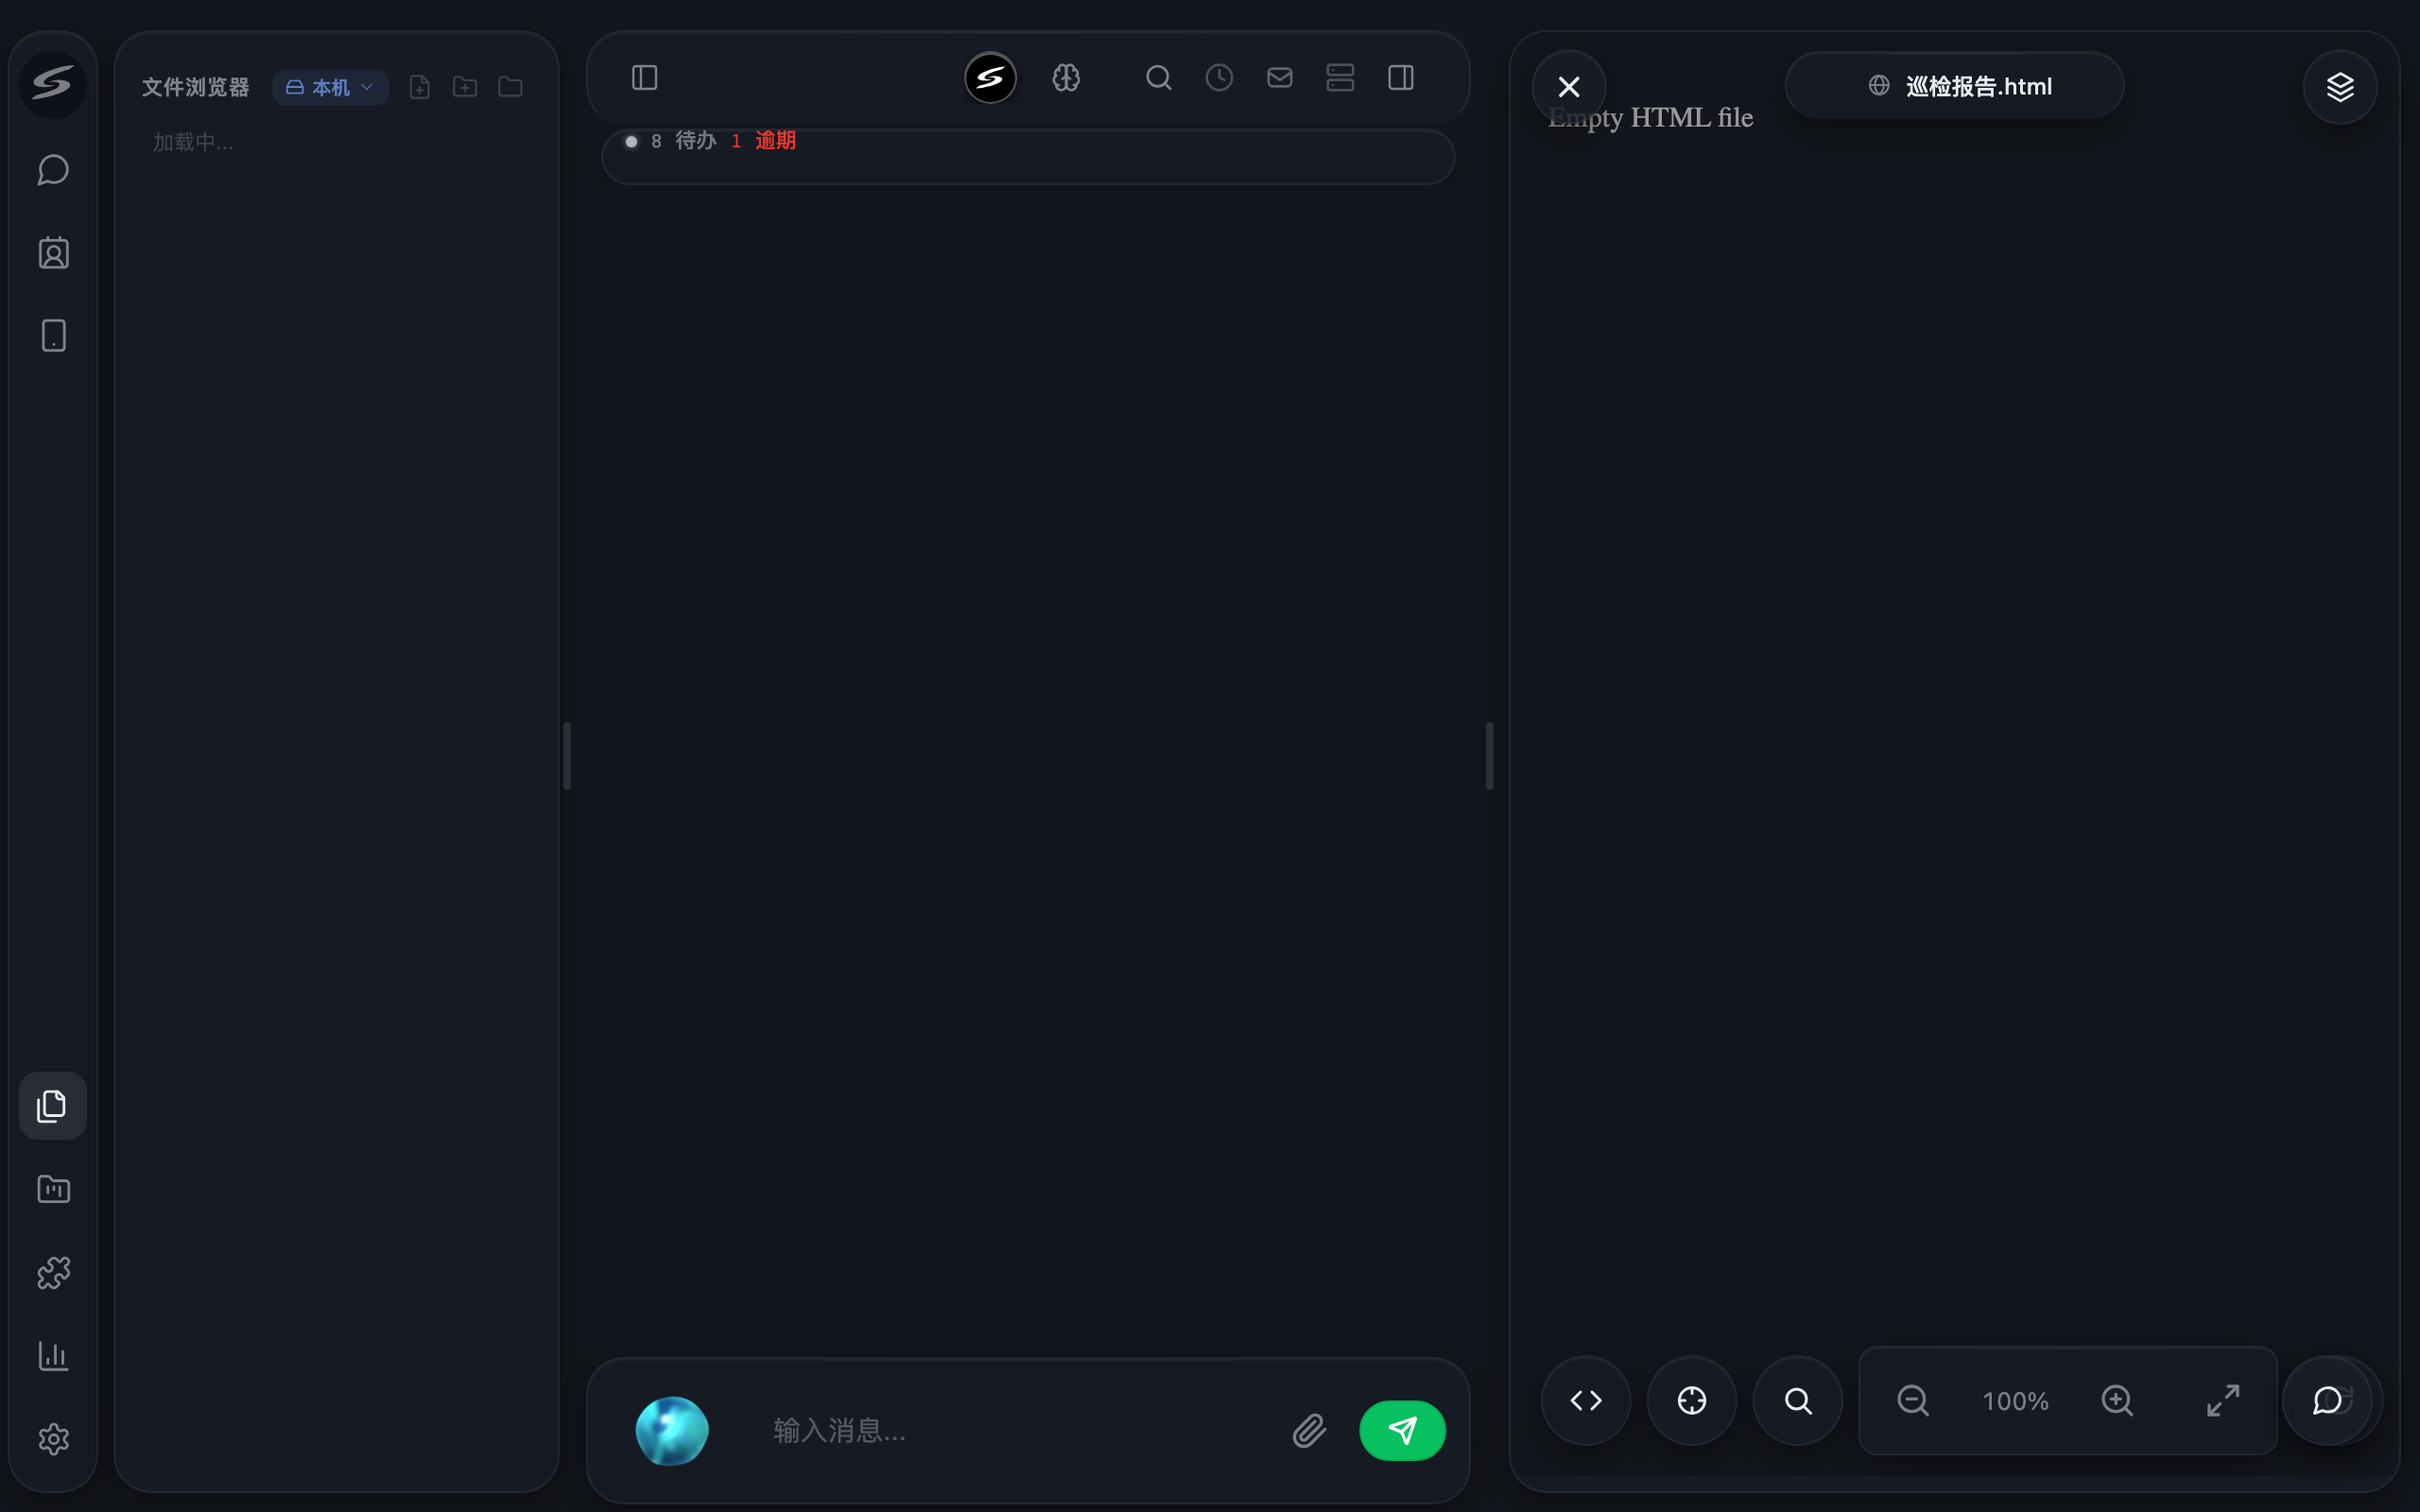 文件浏览器
本机
加载中...
8 待办 1 逾期
输入消息...
巡检报告.html
Empty HTML file
100%